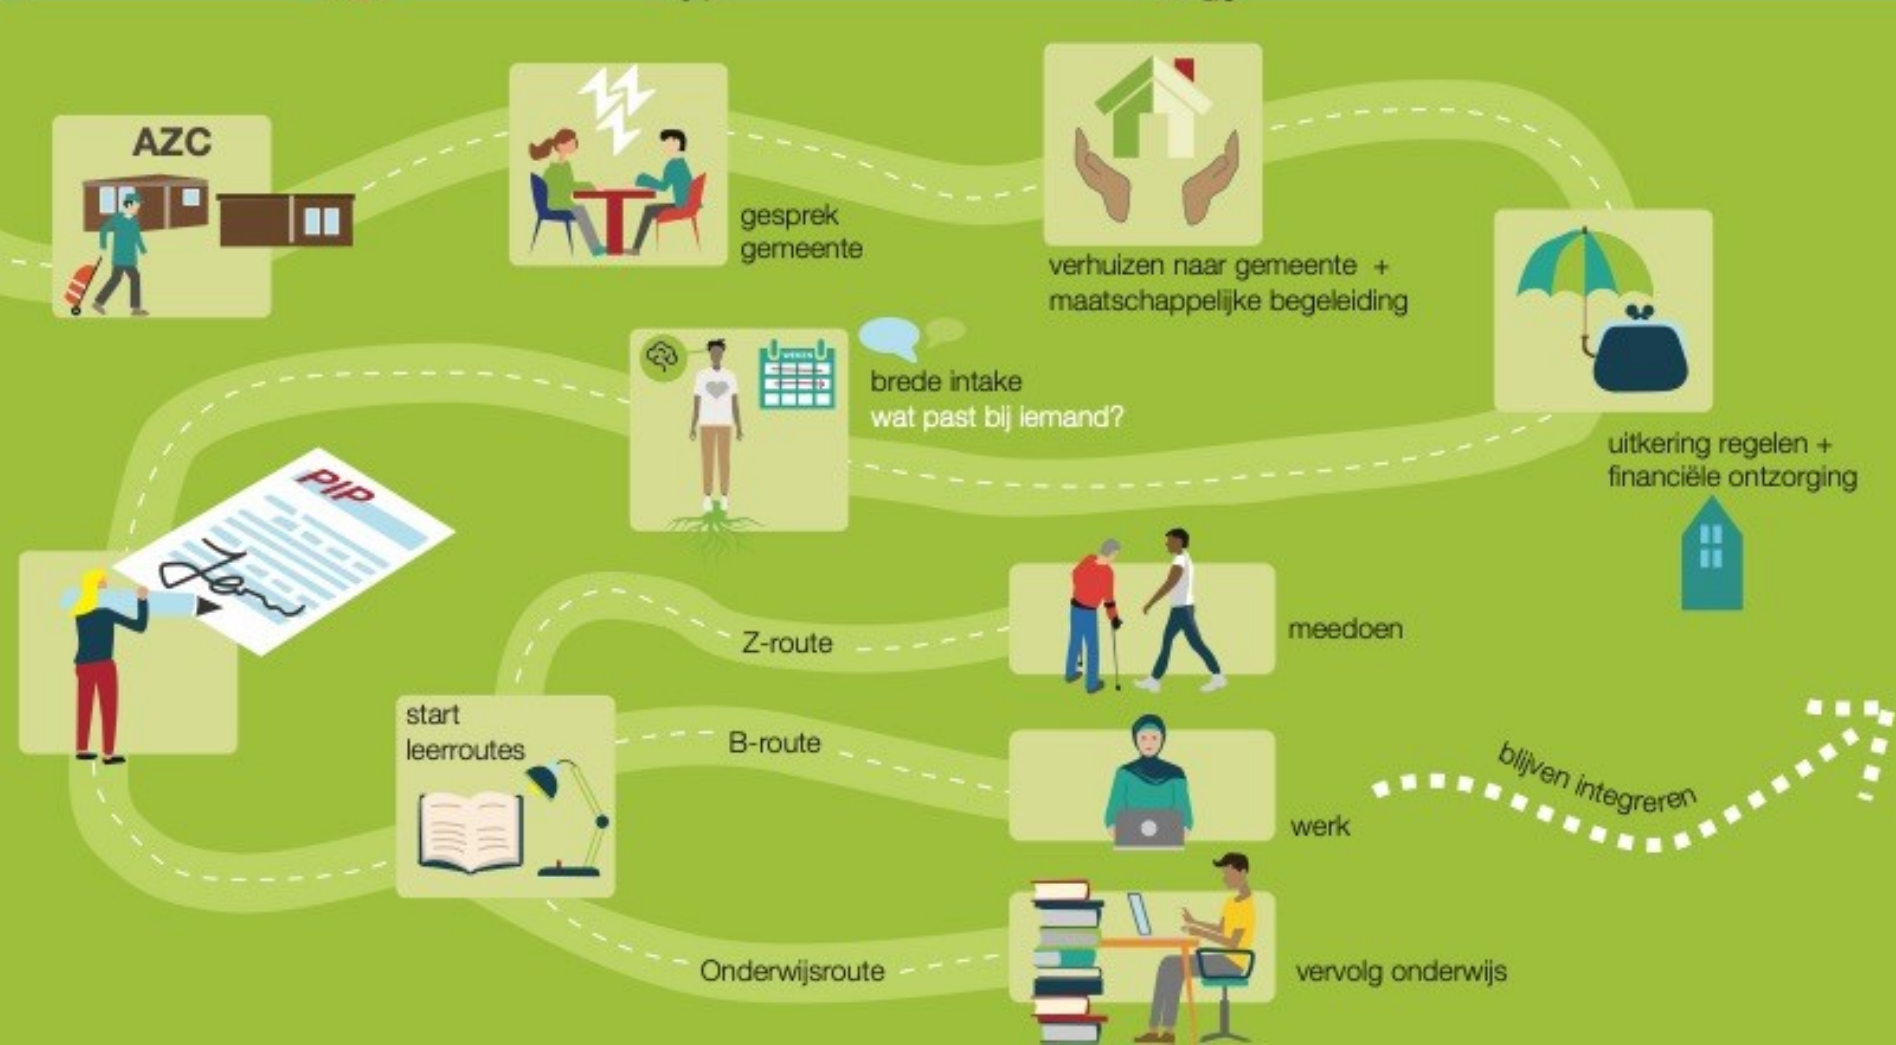 AZC
gesprek
gemeente
verhuizen naar gemeente +
maatschappelijke begeleiding
uitkering regelen +
financiële ontzorging
WEKEN
brede intake
wat past bij iemand?
PIP
start
leerroutes
Z-route
meedoen
B-route
werk
Onderwijsroute
vervolg onderwijs
blijven integreren